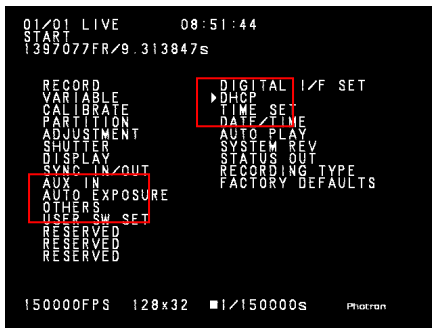 01/01 LIVE 08:51:44
START
1397077FR/9.313847s
RECORD
VARIABLE
CALIBRATE
PARTITION
ADJUSTMENT
SHUTTER
DISPLAY
SYNC IN/OUT
AUX IN
AUTO EXPOSURE
OTHERS
USER SW SET
RESERVED
RESERVED
RESERVED
DIGITAL I/F SET
▶DHCP
TIME SET
DATE/TIME
AUTO PLAY
SYSTEM REV
STATUS OUT
RECORDING TYPE
FACTORY DEFAULTS
150000FPS 128x32 ■1/150000s Photron